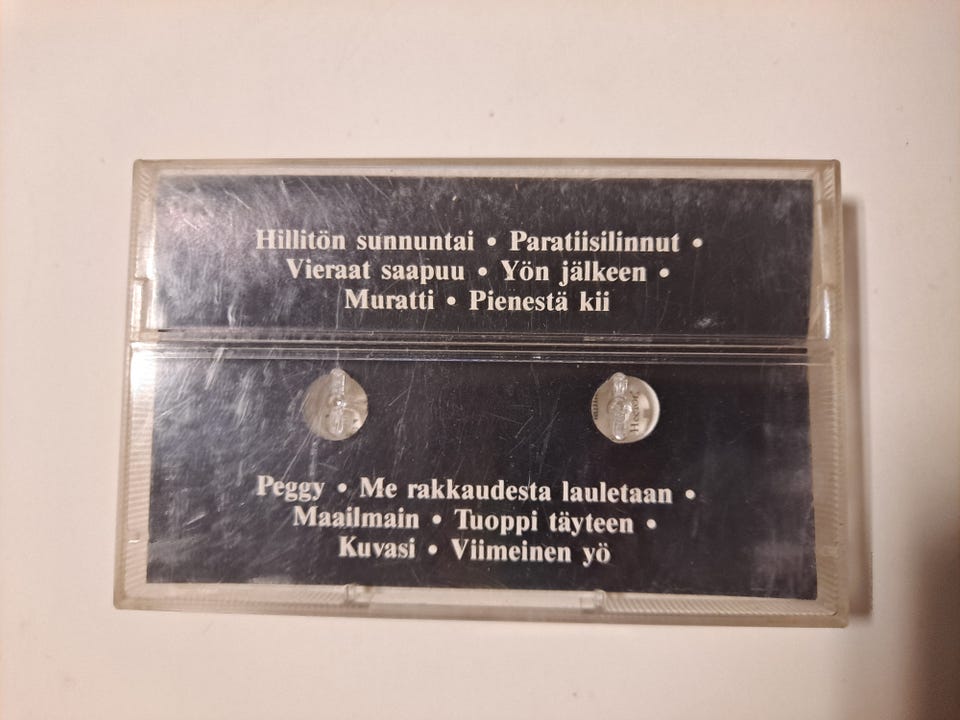 Hillitön sunnuntai • Paratiisilinnut •
Vieraat saapuu • Yön jälkeen •
Muratti • Pienestä kii
Peggy • Me rakkaudesta lauletaan •
Maailmain • Tuoppi täyteen •
Kuvasi • Viimeinen yö